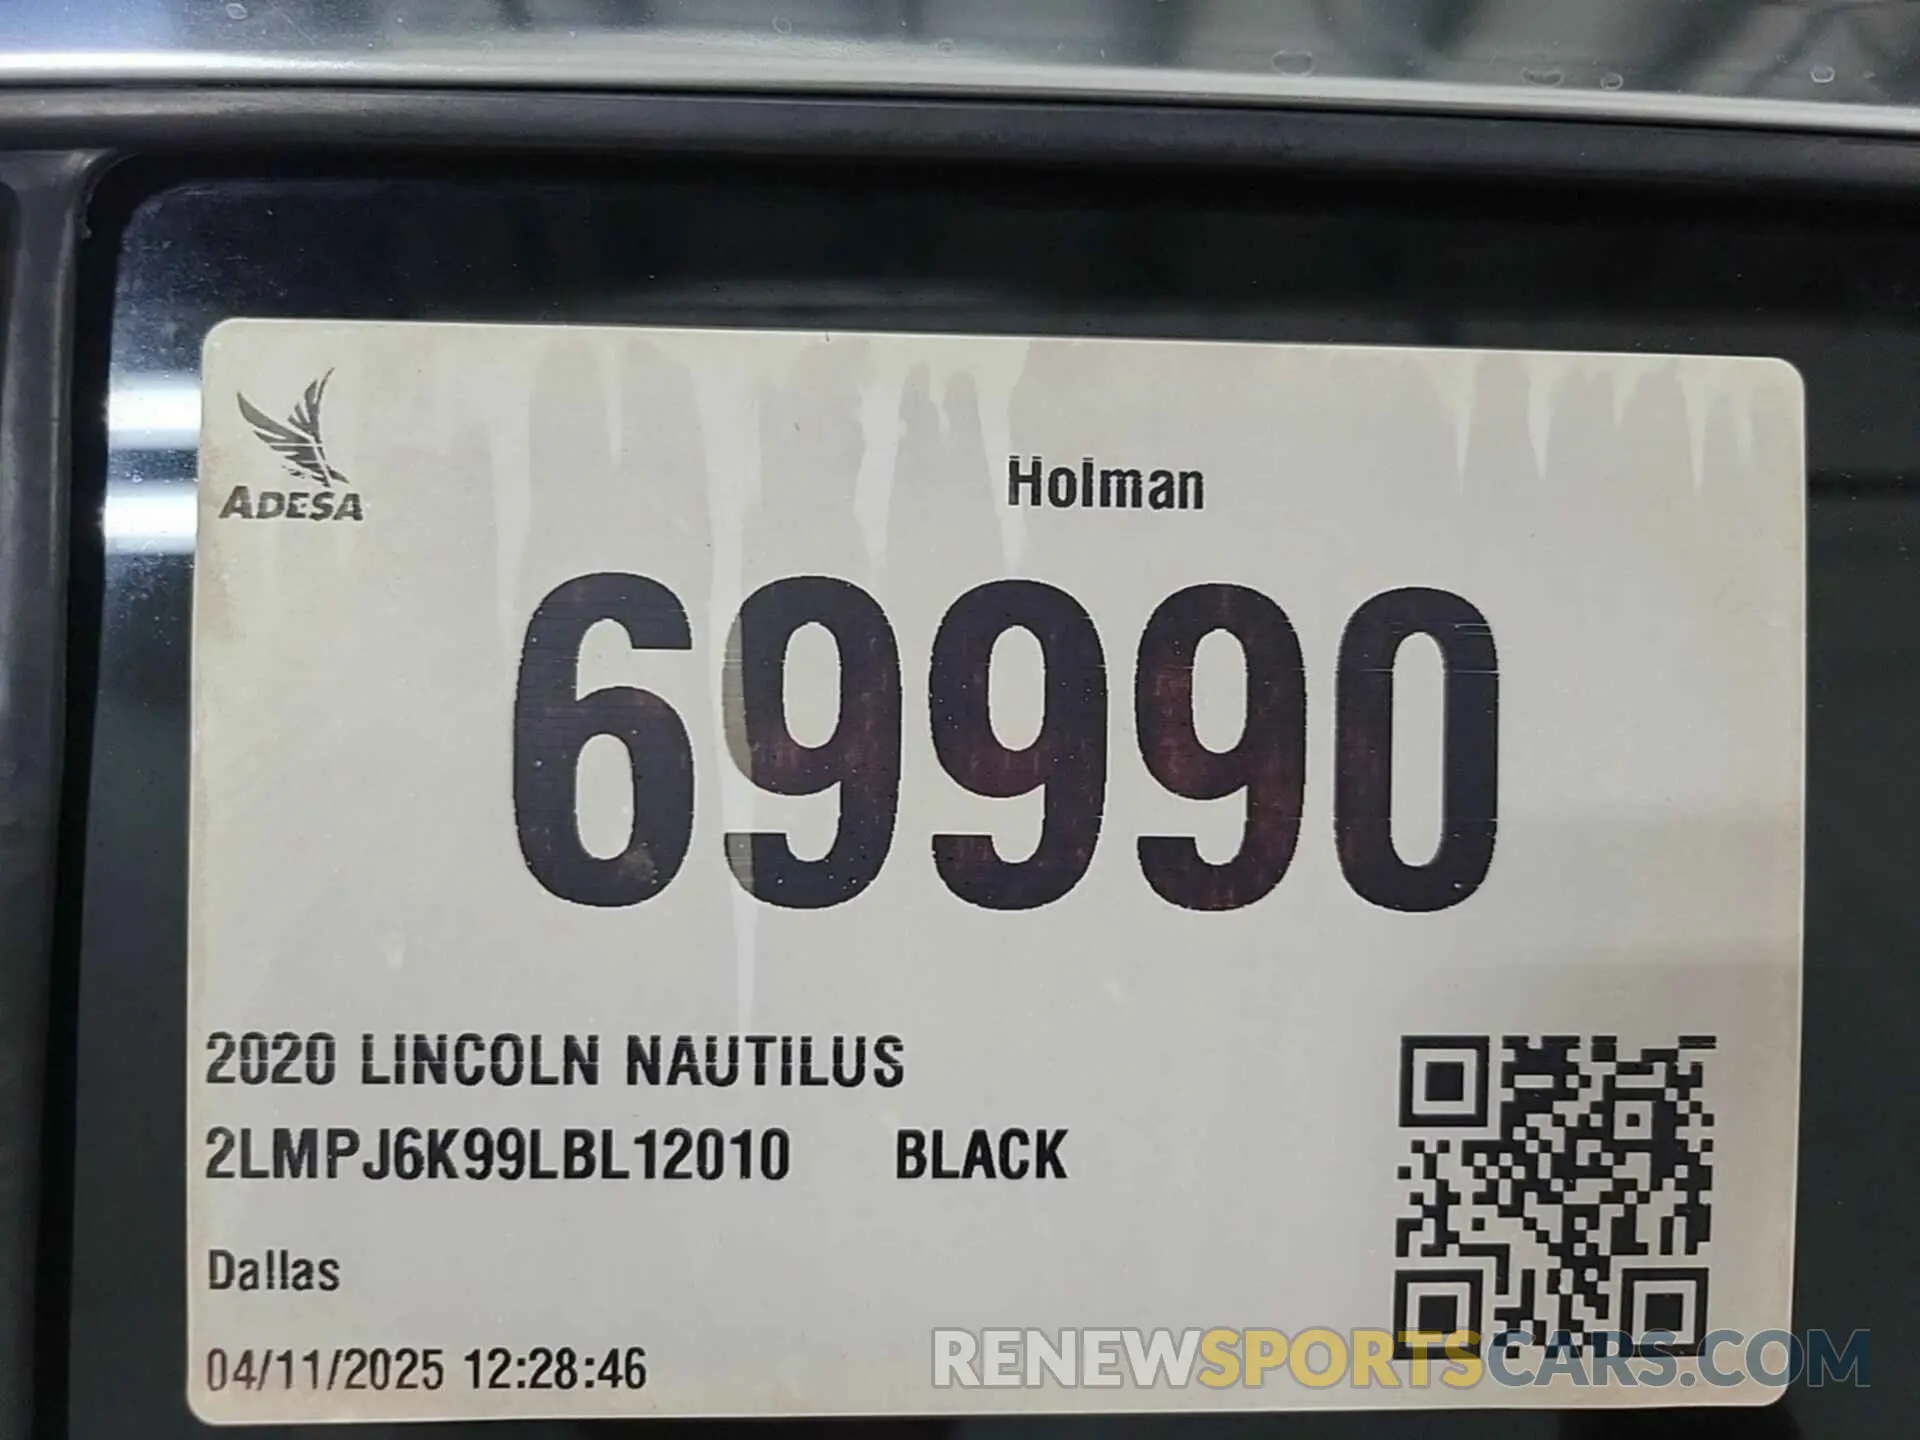 ADESA
Holman
69990
2020 LINCOLN NAUTILUS
2LMPJ6K99LBL12010 BLACK
Dallas
04/11/2025 12:28:46
RENEWSPORTSCARS.COM